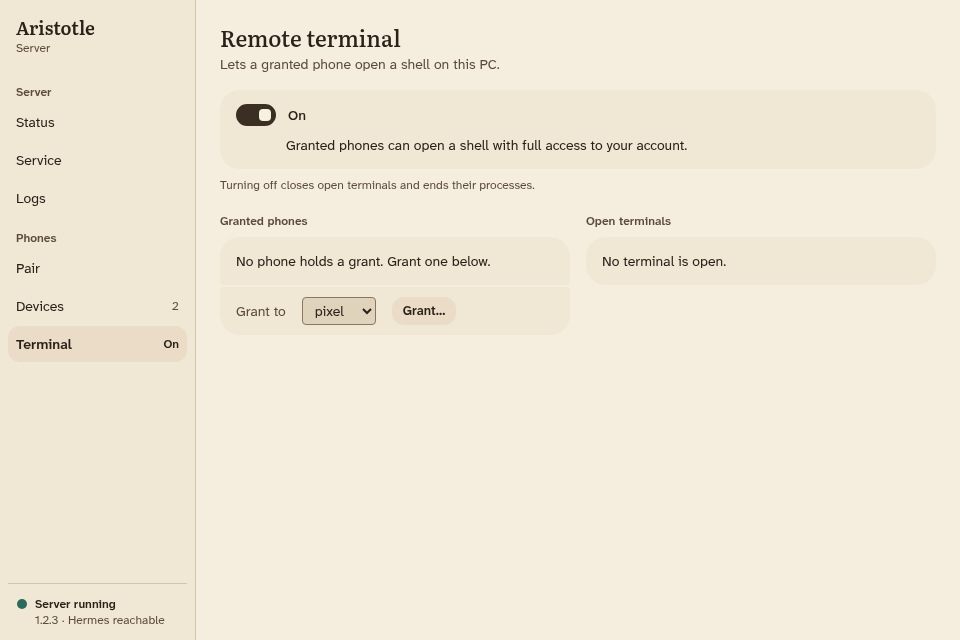 Aristotle
Server
Server
Status
Service
Logs
Phones
Pair
Devices 2
Terminal On
Server running
1.2.3 · Hermes reachable
Remote terminal
Lets a granted phone open a shell on this PC.
On
Granted phones can open a shell with full access to your account.
Turning off closes open terminals and ends their processes.
Granted phones
No phone holds a grant. Grant one below.
Grant to pixel Grant...
Open terminals
No terminal is open.